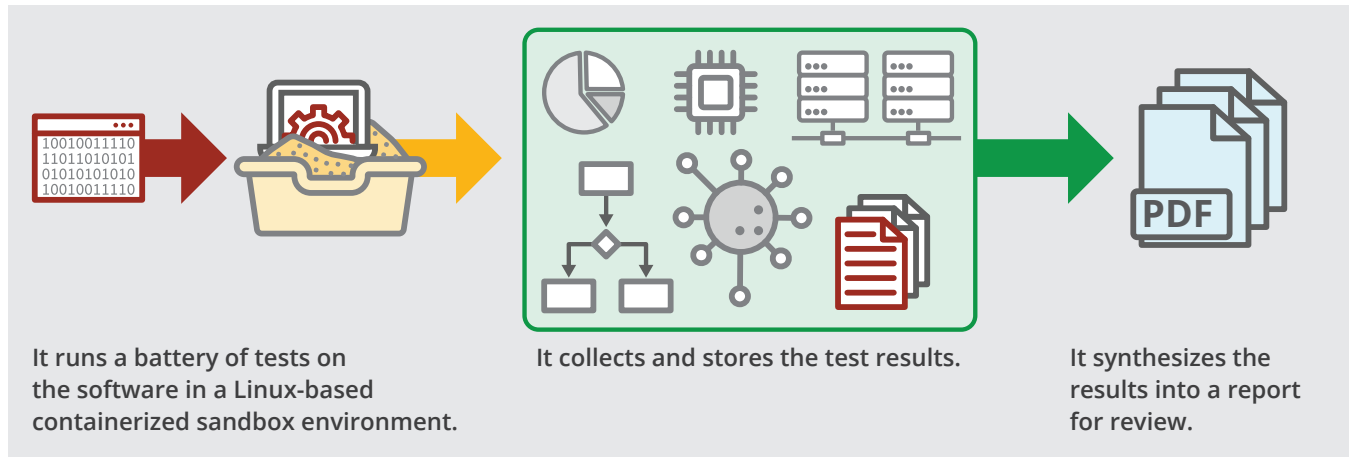 10010011110
11011010101
01010101010
10010011110
PDF
It runs a battery of tests on
the software in a Linux-based
containerized sandbox environment.
It collects and stores the test results.
It synthesizes the
results into a report
for review.